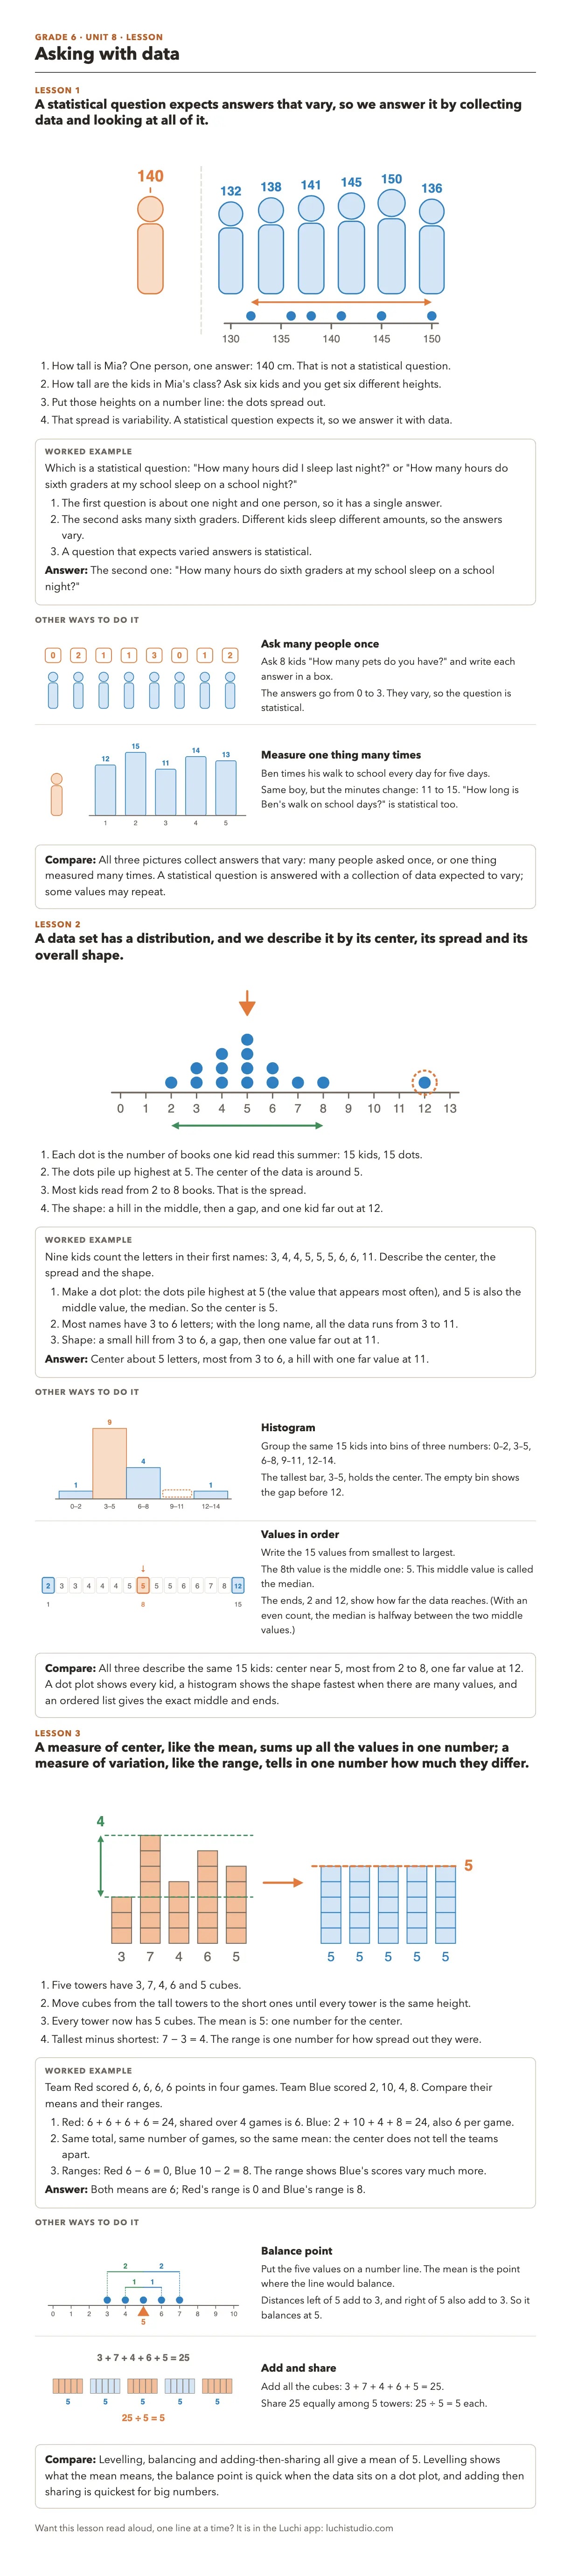 GRADE 6 · UNIT 8 · LESSON
Asking with data
LESSON 1
A statistical question expects answers that vary, so we answer it by collecting
data and looking at all of it.
140
132 138 141 145 150 136
130 135 140 145 150
1. How tall is Mia? One person, one answer: 140 cm. That is not a statistical question.
2. How tall are the kids in Mia's class? Ask six kids and you get six different heights.
3. Put those heights on a number line: the dots spread out.
4. That spread is variability. A statistical question expects it, so we answer it with data.
WORKED EXAMPLE
Which is a statistical question: "How many hours did I sleep last night?" or "How many hours do
sixth graders at my school sleep on a school night?"
1. The first question is about one night and one person, so it has a single answer.
2. The second asks many sixth graders. Different kids sleep different amounts, so the answers
vary.
3. A question that expects varied answers is statistical.
Answer: The second one: "How many hours do sixth graders at my school sleep on a school
night?"
OTHER WAYS TO DO IT
0 2 1 1 3 0 1 2
Ask many people once
Ask 8 kids "How many pets do you have?" and write each
answer in a box.
The answers go from 0 to 3. They vary, so the question is
statistical.
12 15 11 14 13
1 2 3 4 5
Measure one thing many times
Ben times his walk to school every day for five days.
Same boy, but the minutes change: 11 to 15. "How long is
Ben's walk on school days?" is statistical too.
Compare: All three pictures collect answers that vary: many people asked once, or one thing
measured many times. A statistical question is answered with a collection of data expected to vary;
some values may repeat.
LESSON 2
A data set has a distribution, and we describe it by its center, its spread and its
overall shape.
0 1 2 3 4 5 6 7 8 9 10 11 12 13
1. Each dot is the number of books one kid read this summer: 15 kids, 15 dots.
2. The dots pile up highest at 5. The center of the data is around 5.
3. Most kids read from 2 to 8 books. That is the spread.
4. The shape: a hill in the middle, then a gap, and one kid far out at 12.
WORKED EXAMPLE
Nine kids count the letters in their first names: 3, 4, 4, 5, 5, 5, 6, 6, 11. Describe the center, the
spread and the shape.
1. Make a dot plot: the dots pile highest at 5 (the value that appears most often), and 5 is also the
middle value, the median. So the center is 5.
2. Most names have 3 to 6 letters; with the long name, all the data runs from 3 to 11.
3. Shape: a small hill from 3 to 6, a gap, then one value far out at 11.
Answer: Center about 5 letters, most from 3 to 6, a hill with one far value at 11.
OTHER WAYS TO DO IT
1 9 4 1
0–2 3–5 6–8 9–11 12–14
Histogram
Group the same 15 kids into bins of three numbers: 0–2, 3–5,
6–8, 9–11, 12–14.
The tallest bar, 3–5, holds the center. The empty bin shows
the gap before 12.
2 3 3 4 4 4 5 5 5 5 6 6 7 8 12
1 8 15
Values in order
Write the 15 values from smallest to largest.
The 8th value is the middle one: 5. This middle value is called
the median.
The ends, 2 and 12, show how far the data reaches. (With an
even count, the median is halfway between the two middle
values.)
Compare: All three describe the same 15 kids: center near 5, most from 2 to 8, one far value at 12.
A dot plot shows every kid, a histogram shows the shape fastest when there are many values, and
an ordered list gives the exact middle and ends.
LESSON 3
A measure of center, like the mean, sums up all the values in one number; a
measure of variation, like the range, tells in one number how much they differ.
4
5
3 7 4 6 5
5 5 5 5 5
1. Five towers have 3, 7, 4, 6 and 5 cubes.
2. Move cubes from the tall towers to the short ones until every tower is the same height.
3. Every tower now has 5 cubes. The mean is 5: one number for the center.
4. Tallest minus shortest: 7 − 3 = 4. The range is one number for how spread out they were.
WORKED EXAMPLE
Team Red scored 6, 6, 6, 6 points in four games. Team Blue scored 2, 10, 4, 8. Compare their
means and their ranges.
1. Red: 6 + 6 + 6 + 6 = 24, shared over 4 games is 6. Blue: 2 + 10 + 4 + 8 = 24, also 6 per game.
2. Same total, same number of games, so the same mean: the center does not tell the teams
apart.
3. Ranges: Red 6 − 6 = 0, Blue 10 − 2 = 8. The range shows Blue's scores vary much more.
Answer: Both means are 6; Red's range is 0 and Blue's range is 8.
OTHER WAYS TO DO IT
2 2
1 1
0 1 2 3 4 5 6 7 8 9 10
5
Balance point
Put the five values on a number line. The mean is the point
where the line would balance.
Distances left of 5 add to 3, and right of 5 also add to 3. So it
balances at 5.
3 + 7 + 4 + 6 + 5 = 25
5 5 5 5 5
25 ÷ 5 = 5
Add and share
Add all the cubes: 3 + 7 + 4 + 6 + 5 = 25.
Share 25 equally among 5 towers: 25 ÷ 5 = 5 each.
Compare: Levelling, balancing and adding-then-sharing all give a mean of 5. Levelling shows
what the mean means, the balance point is quick when the data sits on a dot plot, and adding then
sharing is quickest for big numbers.
Want this lesson read aloud, one line at a time? It is in the Luchi app: luchistudio.com